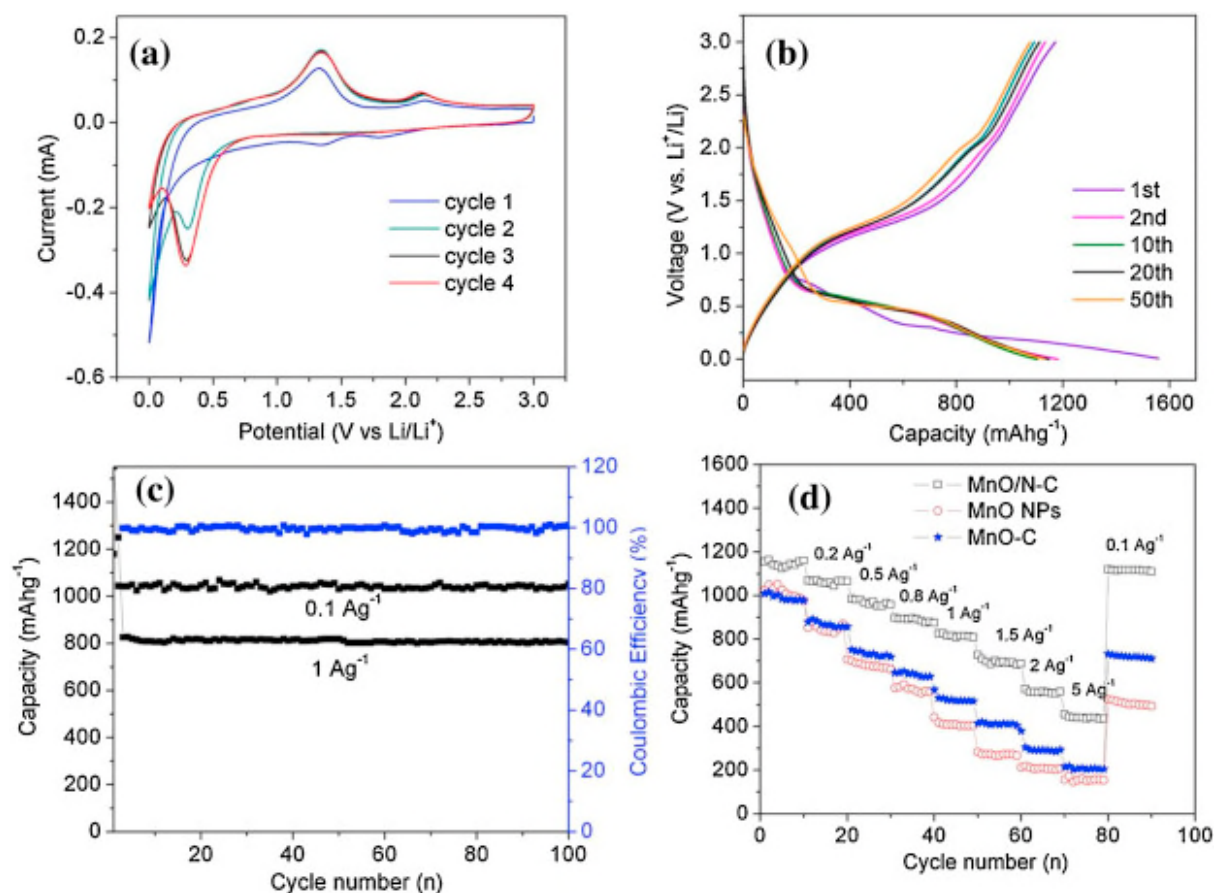 (a)
0.2
0.0
-0.2
-0.4
-0.6
Current (mA)
cycle 1
cycle 2
cycle 3
cycle 4
0.0 0.5 1.0 1.5 2.0 2.5 3.0
Potential (V vs Li/Li⁺)
(b)
3.0
2.5
2.0
1.5
1.0
0.5
0.0
Voltage (V vs. Li⁺/Li)
1st
2nd
10th
20th
50th
0 400 800 1200 1600
Capacity (mAhg⁻¹)
(c)
1400
1200
1000
800
600
400
200
0
Capacity (mAhg⁻¹)
0.1 Ag⁻¹
1 Ag⁻¹
120
100
80
60
40
20
0
Coulombic Efficiency (%)
20 40 60 80 100
Cycle number (n)
(d)
1600
1400
1200
1000
800
600
400
200
0
Capacity (mAhg⁻¹)
MnO/N-C
MnO NPs
MnO-C
0.2 Ag⁻¹
0.5 Ag⁻¹
0.8 Ag⁻¹
1 Ag⁻¹
1.5 Ag⁻¹
2 Ag⁻¹
5 Ag⁻¹
0.1 Ag⁻¹
0 20 40 60 80 100
Cycle number (n)